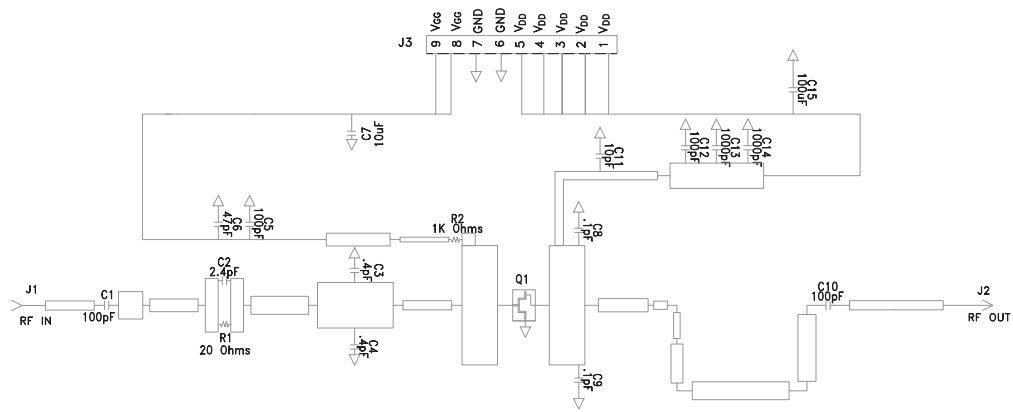 J3
9 VGG
8 VGG
7 GND
6 GND
5 VDD
4 VDD
3 VDD
2 VDD
1 VDD
C15
100uF
C7
10uF
C11
10pF
C12
100pF
C13
1000pF
C14
1000pF
C6
47pF
C5
100pF
R2
1K Ohms
C8
.1pF
C2
2.4pF
C3
.4pF
Q1
J1
RF IN
C1
100pF
R1
20 Ohms
C4
.4pF
C9
.1pF
C10
100pF
J2
RF OUT